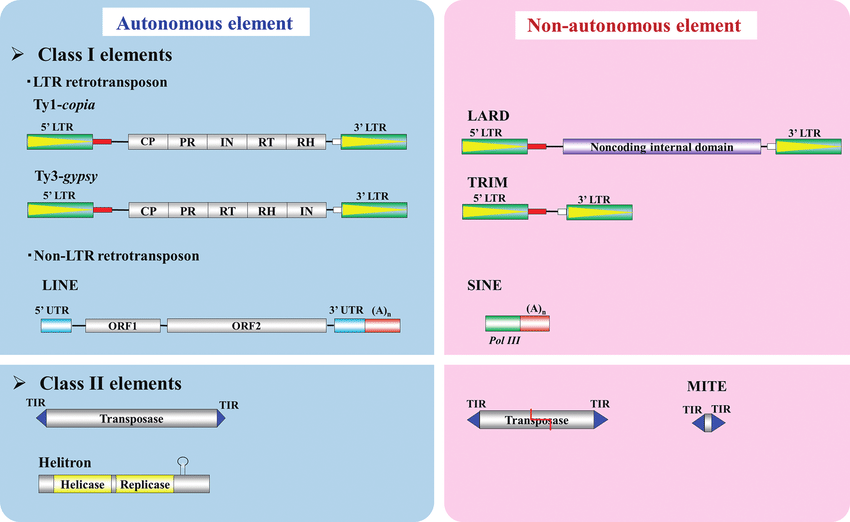 Autonomous element
Non-autonomous element
➢ Class I elements
・LTR retrotransposon
Ty1-copia
5' LTR
CP PR IN RT RH
3' LTR
LARD
5' LTR
Noncoding internal domain
3' LTR
Ty3-gypsy
5' LTR
CP PR RT RH IN
3' LTR
TRIM
5' LTR
3' LTR
・Non-LTR retrotransposon
LINE
5' UTR
ORF1
ORF2
3' UTR
(A)n
SINE
(A)n
Pol III
➢ Class II elements
TIR
Transposase
TIR
TIR
Transposase
TIR
MITE
TIR TIR
Helitron
Helicase Replicase